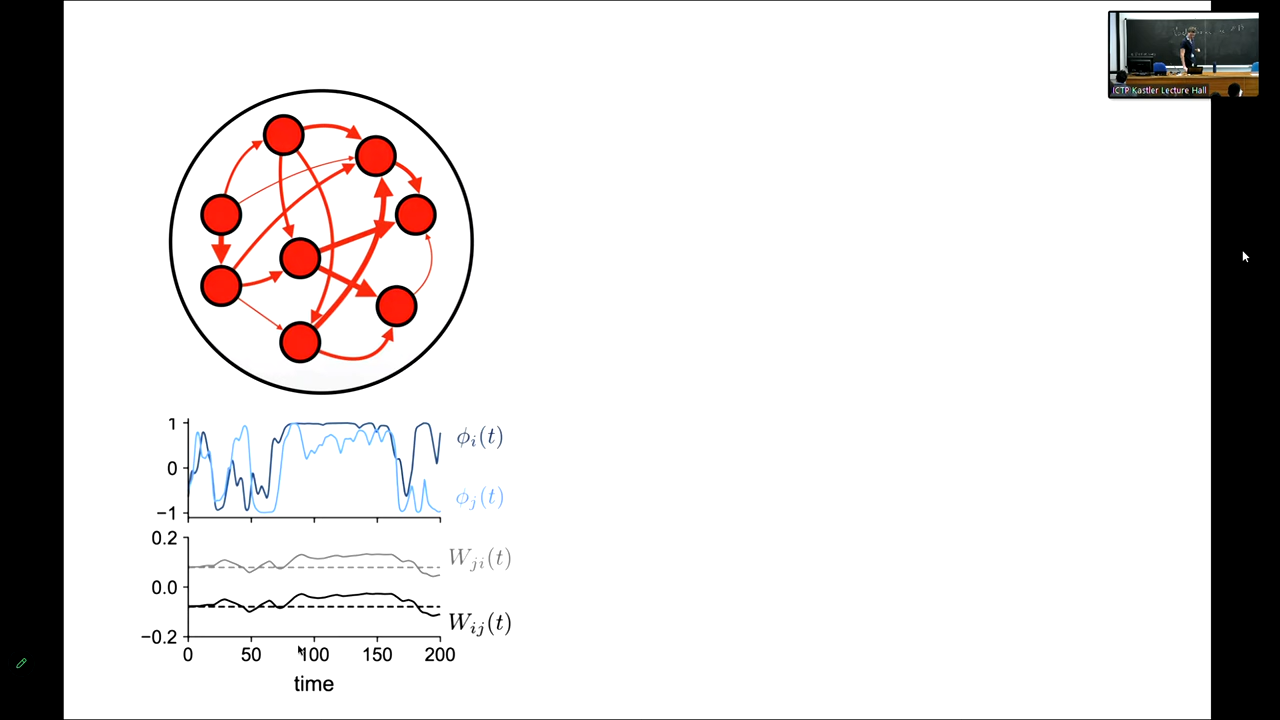 ICTP Kastler Lecture Hall
1
0
−1
ϕᵢ(t)
ϕⱼ(t)
0.2
0.0
−0.2
Wⱼᵢ(t)
Wᵢⱼ(t)
0 50 100 150 200
time